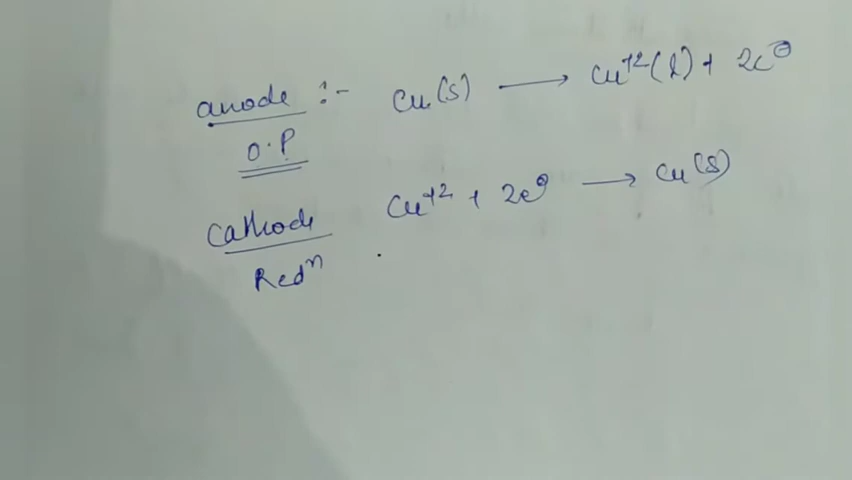 anode :- Cu(s) ⟶ Cu⁺²(l) + 2e⊖
O.P
Cathode Cu⁺² + 2e⊖ ⟶ Cu(s)
Redⁿ